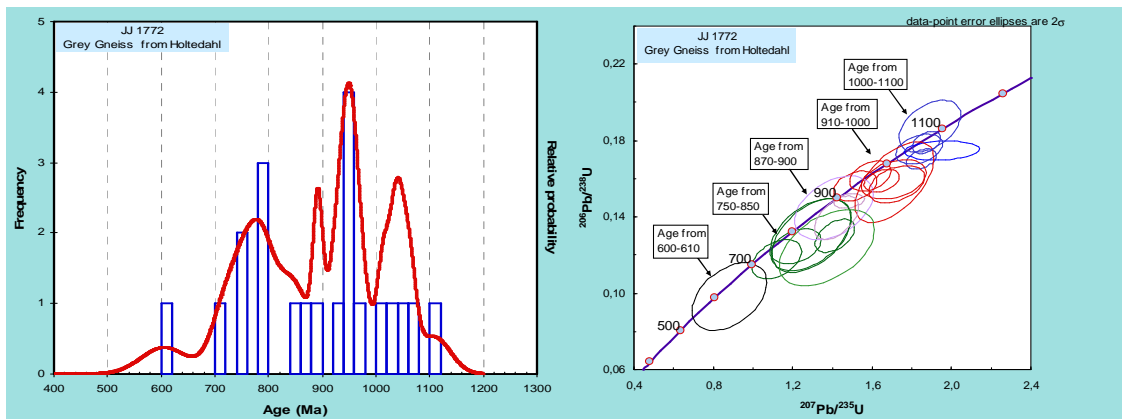 JJ 1772
Grey Gneiss from Holtedahl
5
4
3
2
1
0
Frequency
400 500 600 700 800 900 1000 1100 1200 1300
Age (Ma)
Relative probability
data-point error ellipses are 2σ
JJ 1772
Grey Gneiss from Holtedahl
0,22
0,18
0,14
0,10
0,06
206Pb/238U
Age from
1000-1100
Age from
910-1000
Age from
870-900
Age from
750-850
Age from
600-610
1100
900
700
500
0,4 0,8 1,2 1,6 2,0 2,4
207Pb/235U